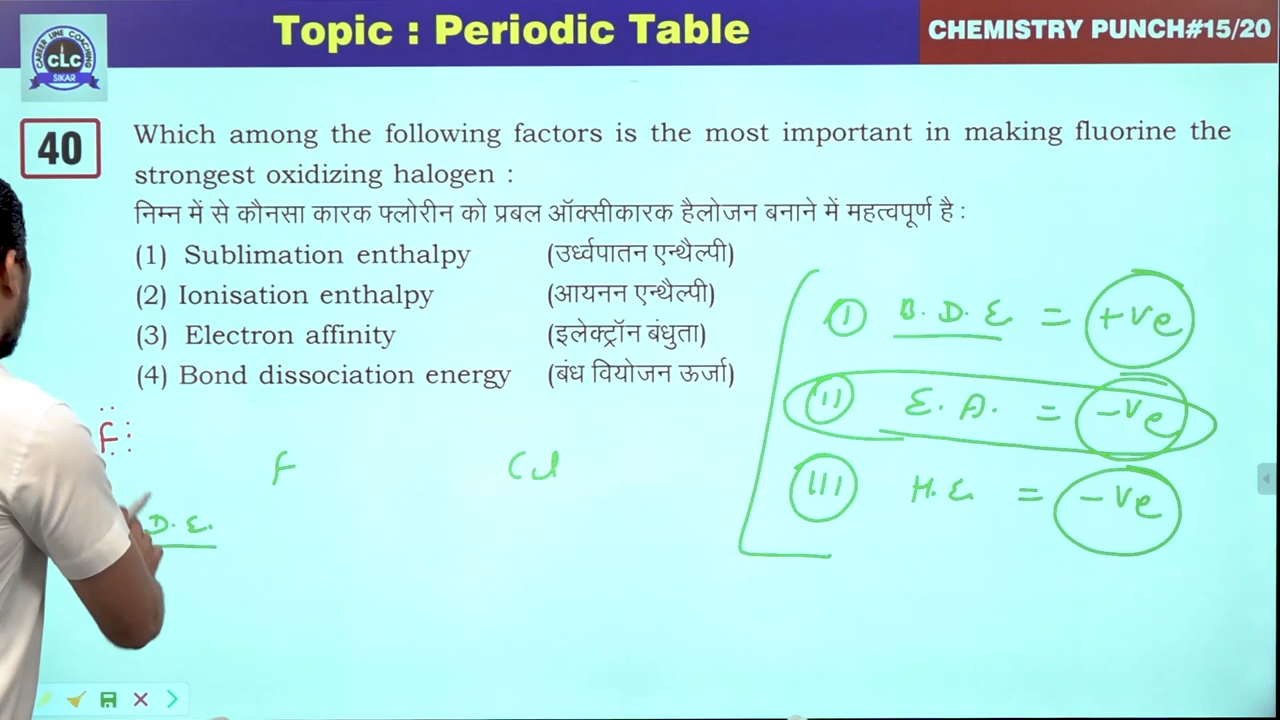 Topic : Periodic Table
CHEMISTRY PUNCH#15/20
CAREER LINE COACHING
CLC
SIKAR
40
Which among the following factors is the most important in making fluorine the
strongest oxidizing halogen :
निम्न में से कौनसा कारक फ्लोरीन को प्रबल ऑक्सीकारक हैलोजन बनाने में महत्वपूर्ण है :
(1) Sublimation enthalpy (उर्ध्वपातन एन्थैल्पी)
(2) Ionisation enthalpy (आयनन एन्थैल्पी)
(3) Electron affinity (इलेक्ट्रॉन बंधुता)
(4) Bond dissociation energy (बंध वियोजन ऊर्जा)
I B.D.E = +ve
II E.A. = -ve
III H.E. = -ve
F
F Cl
D.E.